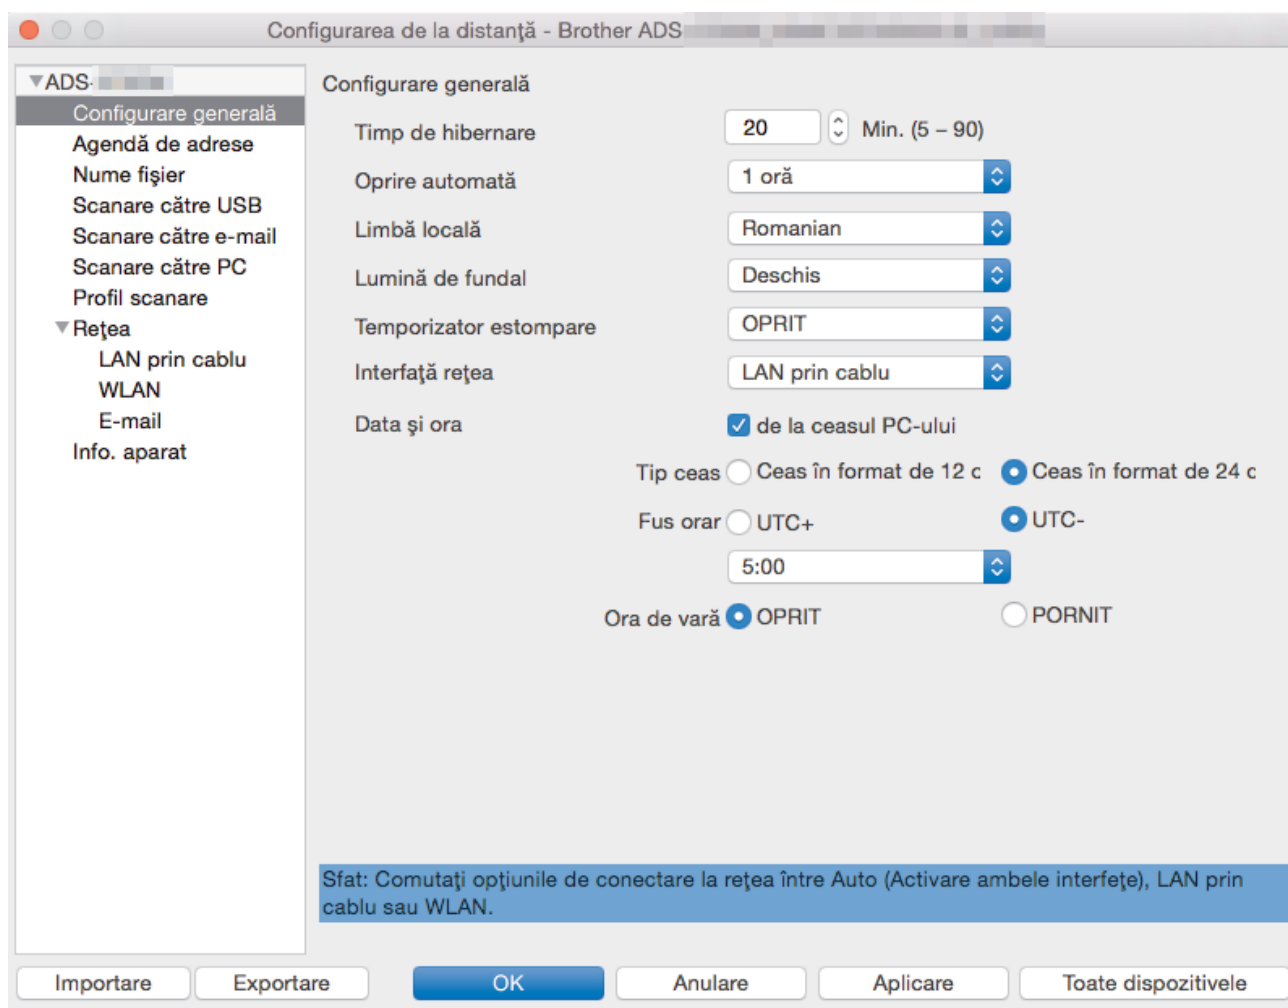 Configurarea de la distanţă - Brother ADS
ADS-
Configurare generală
Agendă de adrese
Nume fişier
Scanare către USB
Scanare către e-mail
Scanare către PC
Profil scanare
Reţea
LAN prin cablu
WLAN
E-mail
Info. aparat
Configurare generală
Timp de hibernare 20 Min. (5 – 90)
Oprire automată 1 oră
Limbă locală Romanian
Lumină de fundal Deschis
Temporizator estompare OPRIT
Interfaţă reţea LAN prin cablu
Data şi ora de la ceasul PC-ului
Tip ceas Ceas în format de 12 Ceas în format de 24
Fus orar UTC+ UTC-
5:00
Ora de vară OPRIT PORNIT
Sfat: Comutaţi opţiunile de conectare la reţea între Auto (Activare ambele interfeţe), LAN prin
cablu sau WLAN.
Importare Exportare OK Anulare Aplicare Toate dispozitivele